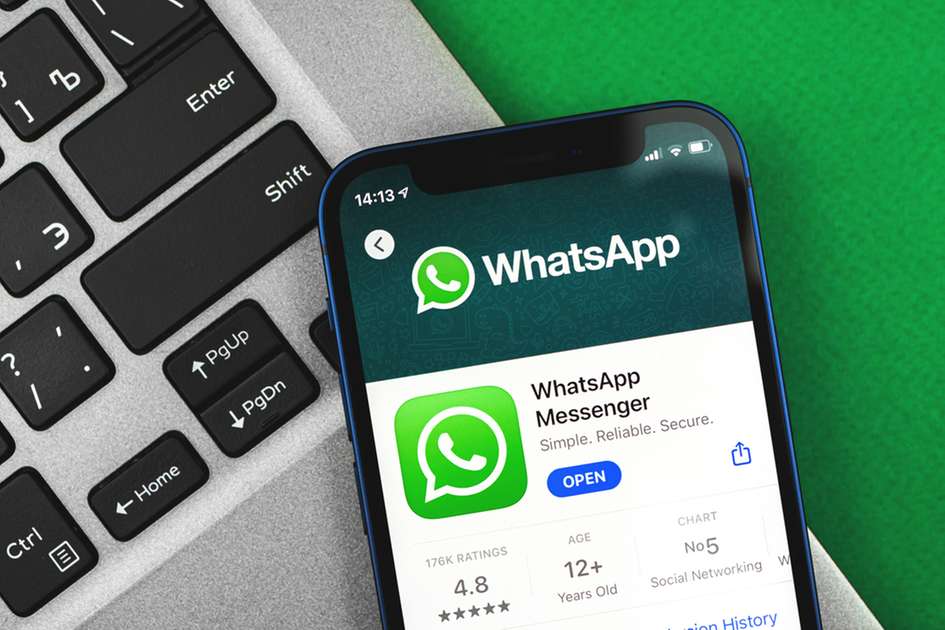 Ъ
]
Enter
Э
'
Shift
?
/
PgUp
PgDn
Home
Ctrl
14:13
WhatsApp
WhatsApp
Messenger
Simple. Reliable. Secure.
OPEN
176K RATINGS
4.8
AGE
12+
Years Old
CHART
No5
Social Networking
W
History